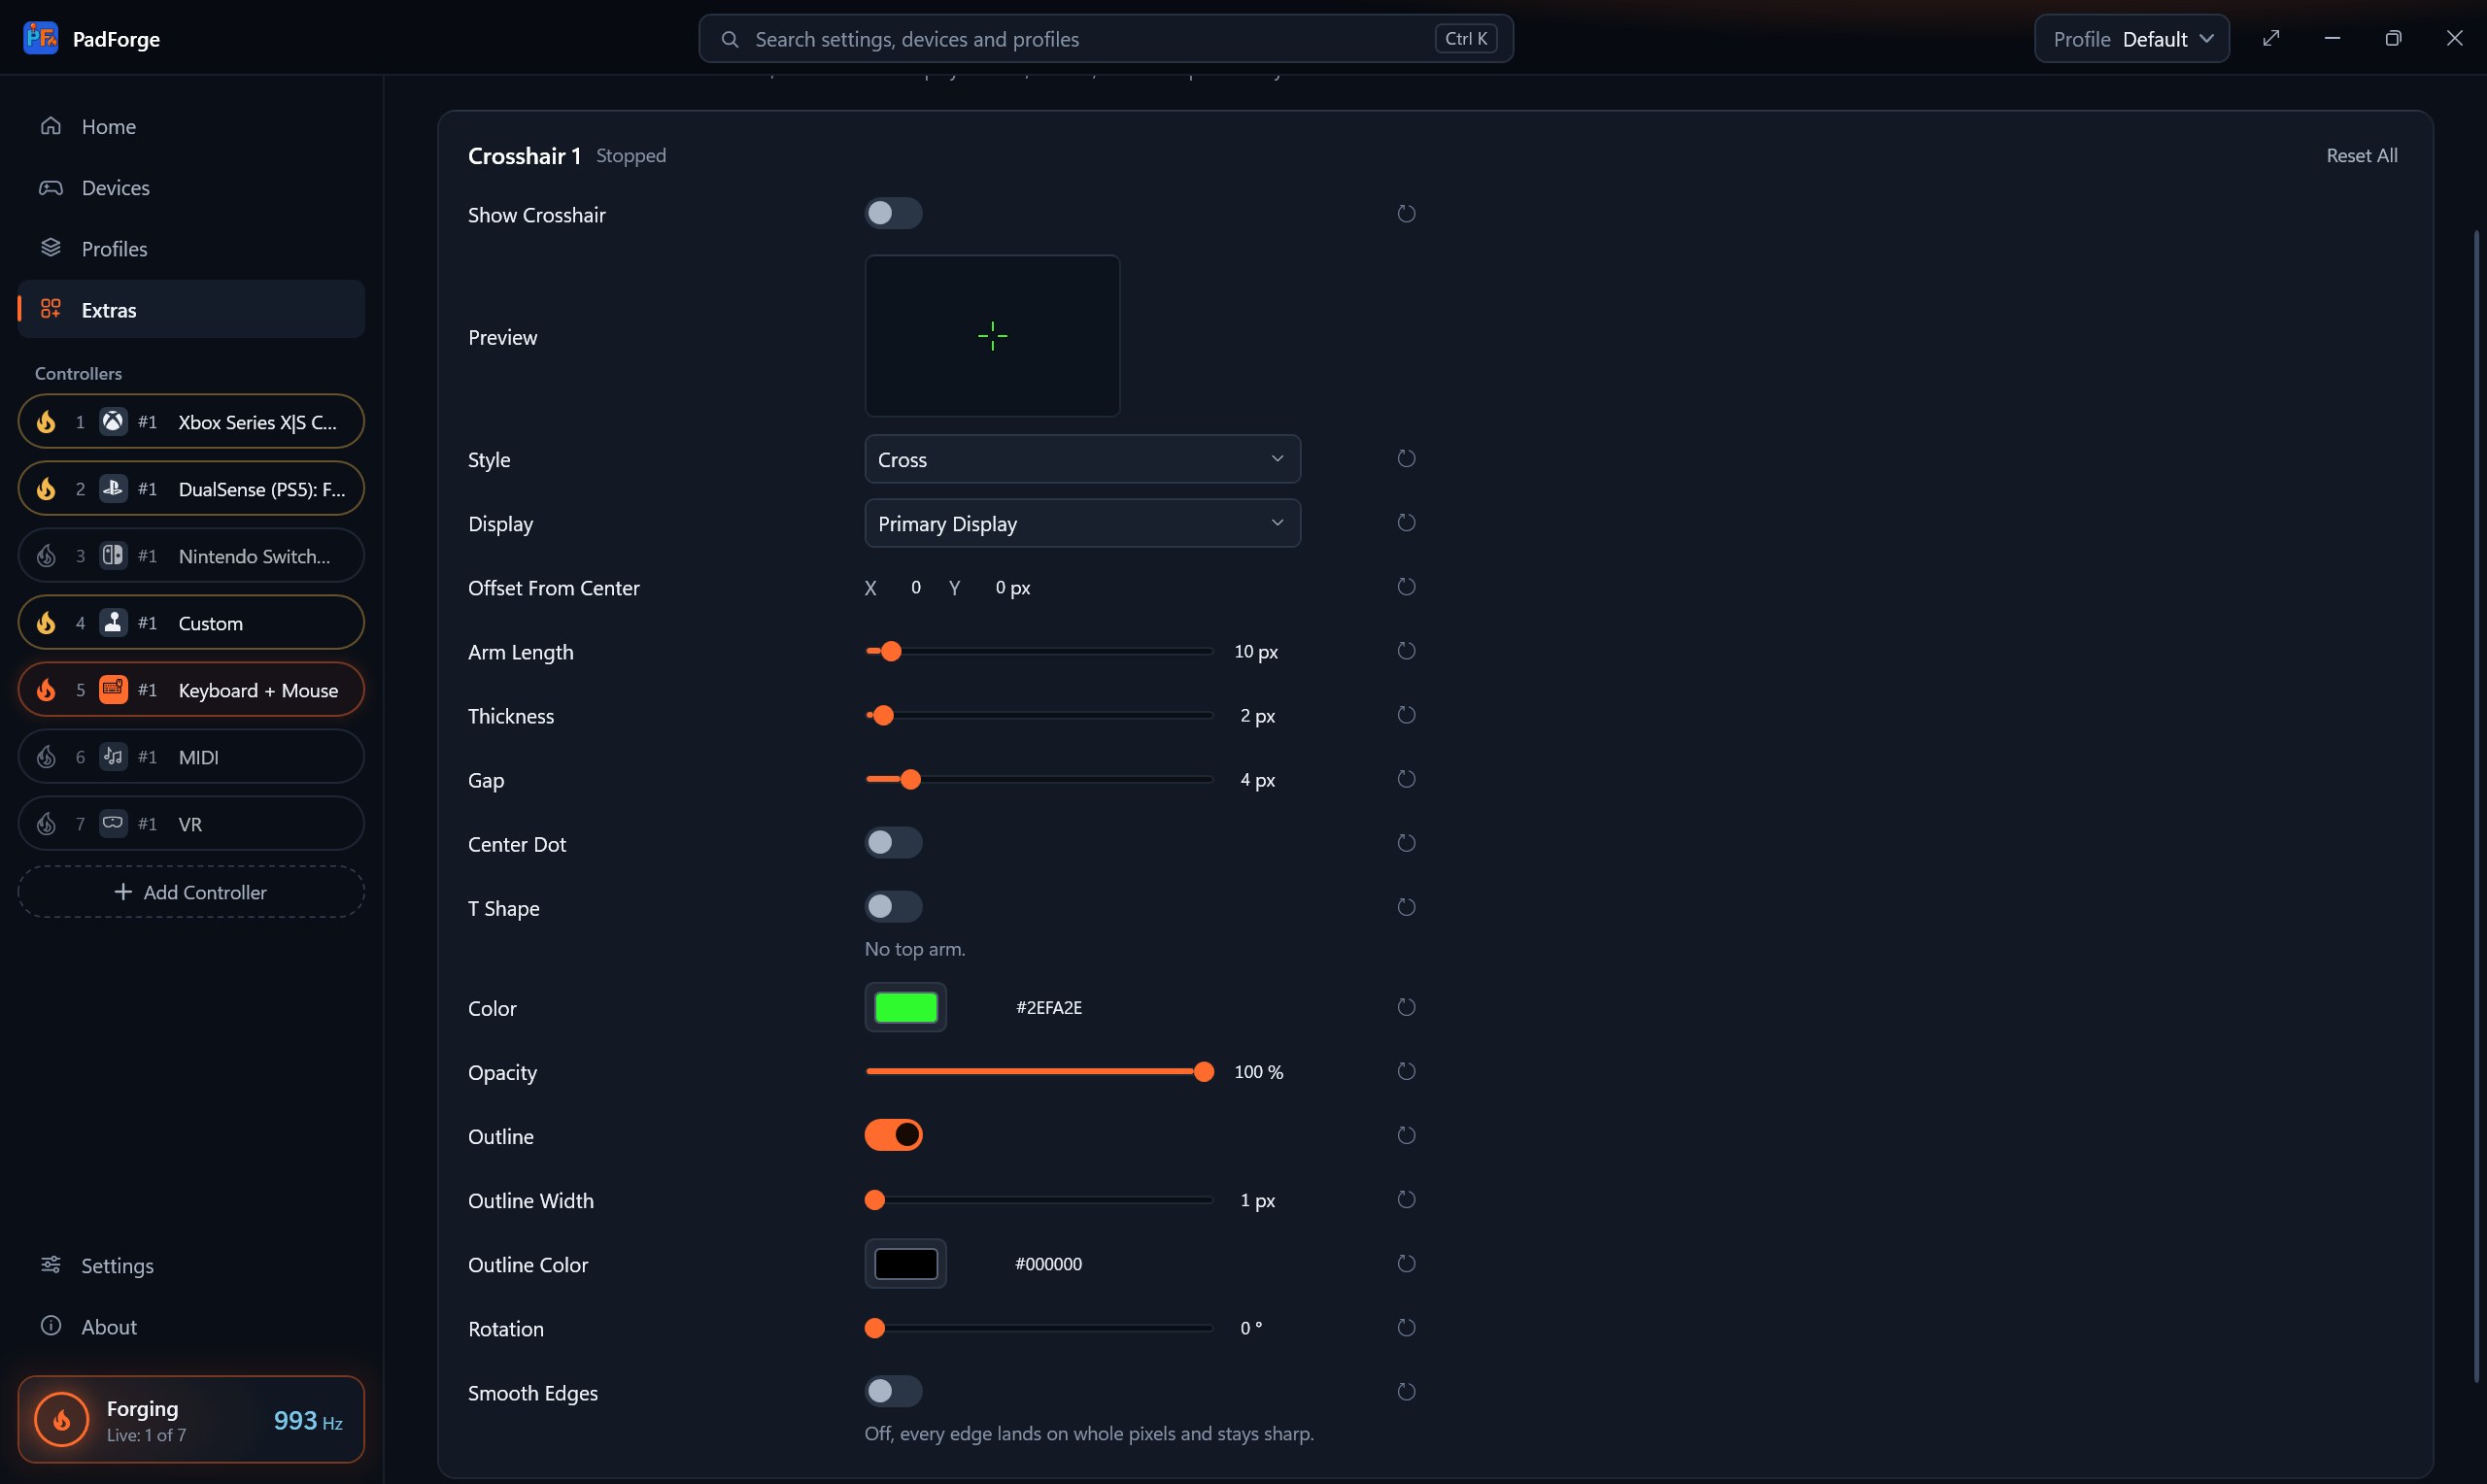 PadForge
Search settings, devices and profiles
Ctrl K
Profile Default
Home
Devices
Profiles
Extras
Controllers
1 #1 Xbox Series X|S C...
2 #1 DualSense (PS5): F...
3 #1 Nintendo Switch...
4 #1 Custom
5 #1 Keyboard + Mouse
6 #1 MIDI
7 #1 VR
+ Add Controller
Settings
About
Forging
Live: 1 of 7
993 Hz
Crosshair 1 Stopped
Reset All
Show Crosshair
Preview
Style
Cross
Display
Primary Display
Offset From Center
X 0 Y 0 px
Arm Length
10 px
Thickness
2 px
Gap
4 px
Center Dot
T Shape
No top arm.
Color
#2EFA2E
Opacity
100 %
Outline
Outline Width
1 px
Outline Color
#000000
Rotation
0 °
Smooth Edges
Off, every edge lands on whole pixels and stays sharp.